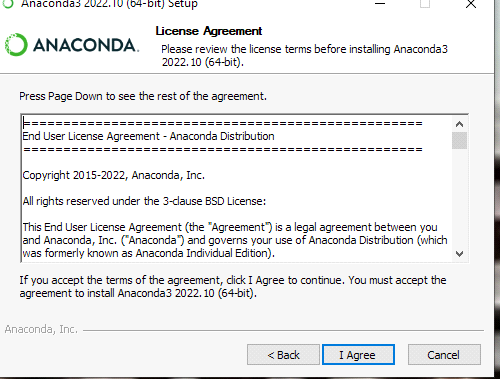 Anaconda3 2022.10 (64-bit) Setup
ANACONDA.
License Agreement
Please review the license terms before installing Anaconda3
2022.10 (64-bit).
Press Page Down to see the rest of the agreement.
====================================================
End User License Agreement - Anaconda Distribution
====================================================
Copyright 2015-2022, Anaconda, Inc.
All rights reserved under the 3-clause BSD License:
This End User License Agreement (the "Agreement") is a legal agreement between you
and Anaconda, Inc. ("Anaconda") and governs your use of Anaconda Distribution (which
was formerly known as Anaconda Individual Edition).
If you accept the terms of the agreement, click I Agree to continue. You must accept the
agreement to install Anaconda3 2022.10 (64-bit).
Anaconda, Inc.
< Back I Agree Cancel